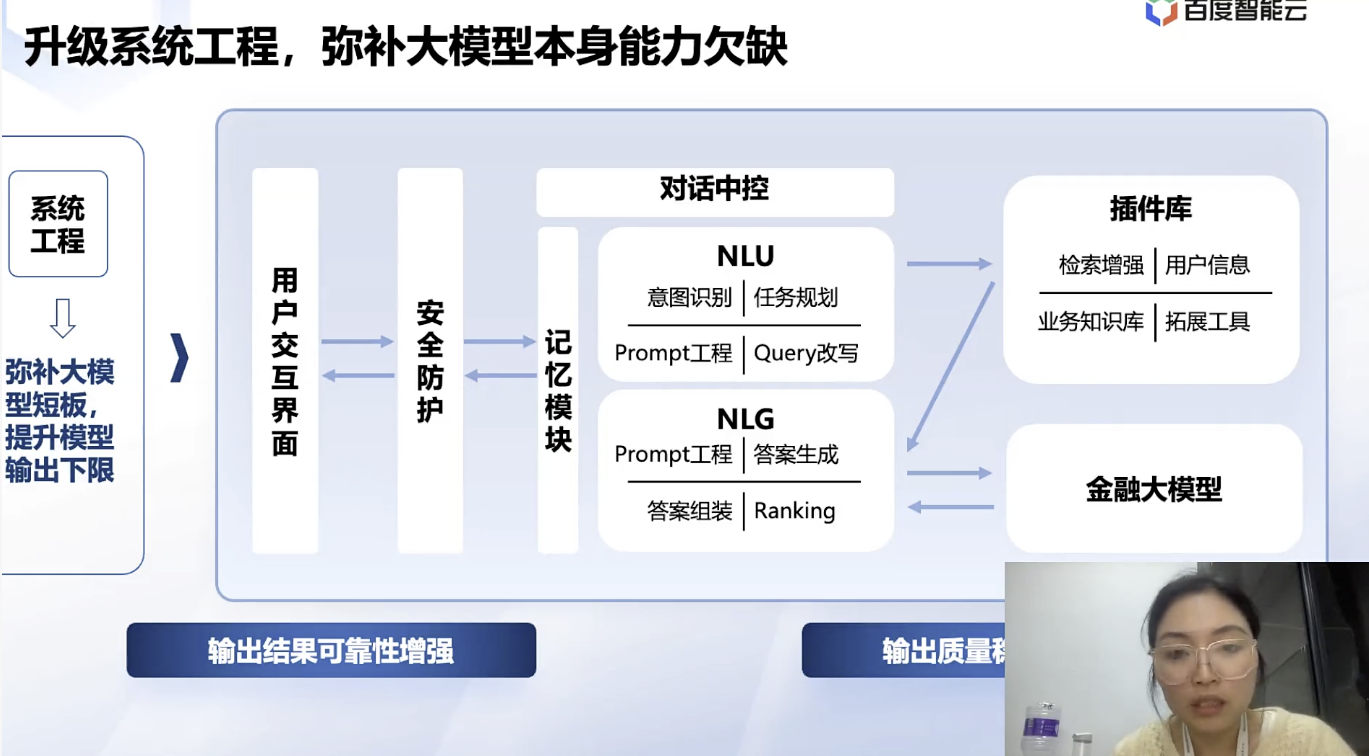 百度智能云
升级系统工程，弥补大模型本身能力欠缺
系统
工程
弥补大模
型短板，
提升模型
输出下限
用户交互界面
安全防护
对话中控
记忆模块
NLU
意图识别 任务规划
Prompt工程 Query改写
NLG
Prompt工程 答案生成
答案组装 Ranking
插件库
检索增强 用户信息
业务知识库 拓展工具
金融大模型
输出结果可靠性增强
输出质量